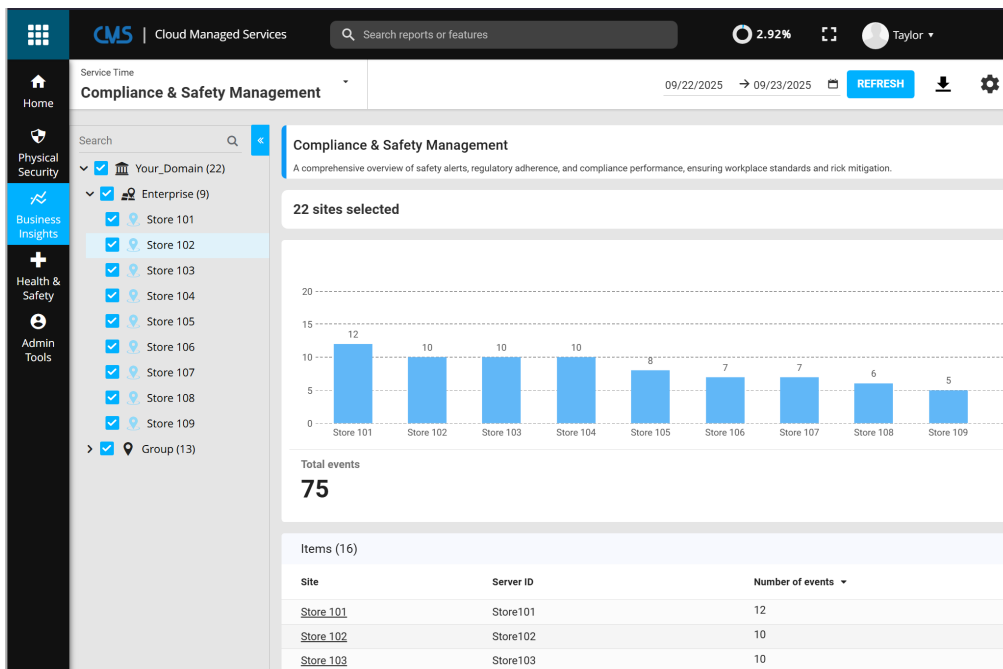 CMS | Cloud Managed Services
Search reports or features
2.92%
Taylor
Home
Physical
Security
Business
Insights
Health &
Safety
Admin
Tools
Service Time
Compliance & Safety Management
09/22/2025 → 09/23/2025
REFRESH
Search
«
Your_Domain (22)
Enterprise (9)
Store 101
Store 102
Store 103
Store 104
Store 105
Store 106
Store 107
Store 108
Store 109
Group (13)
Compliance & Safety Management
A comprehensive overview of safety alerts, regulatory adherence, and compliance performance, ensuring workplace standards and rick mitigation.
22 sites selected
20
15
10
5
0
12
10
10
10
8
7
7
6
5
Store 101 Store 102 Store 103 Store 104 Store 105 Store 106 Store 107 Store 108 Store 109
Total events
75
Items (16)
Site Server ID Number of events
Store 101 Store101 12
Store 102 Store102 10
Store 103 Store103 10